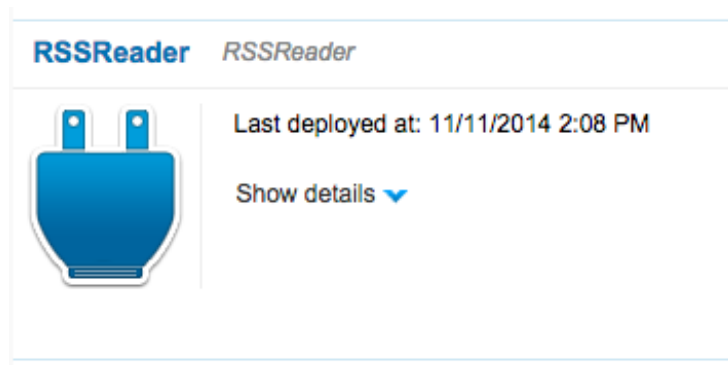 RSSReader RSSReader
Last deployed at: 11/11/2014 2:08 PM
Show details